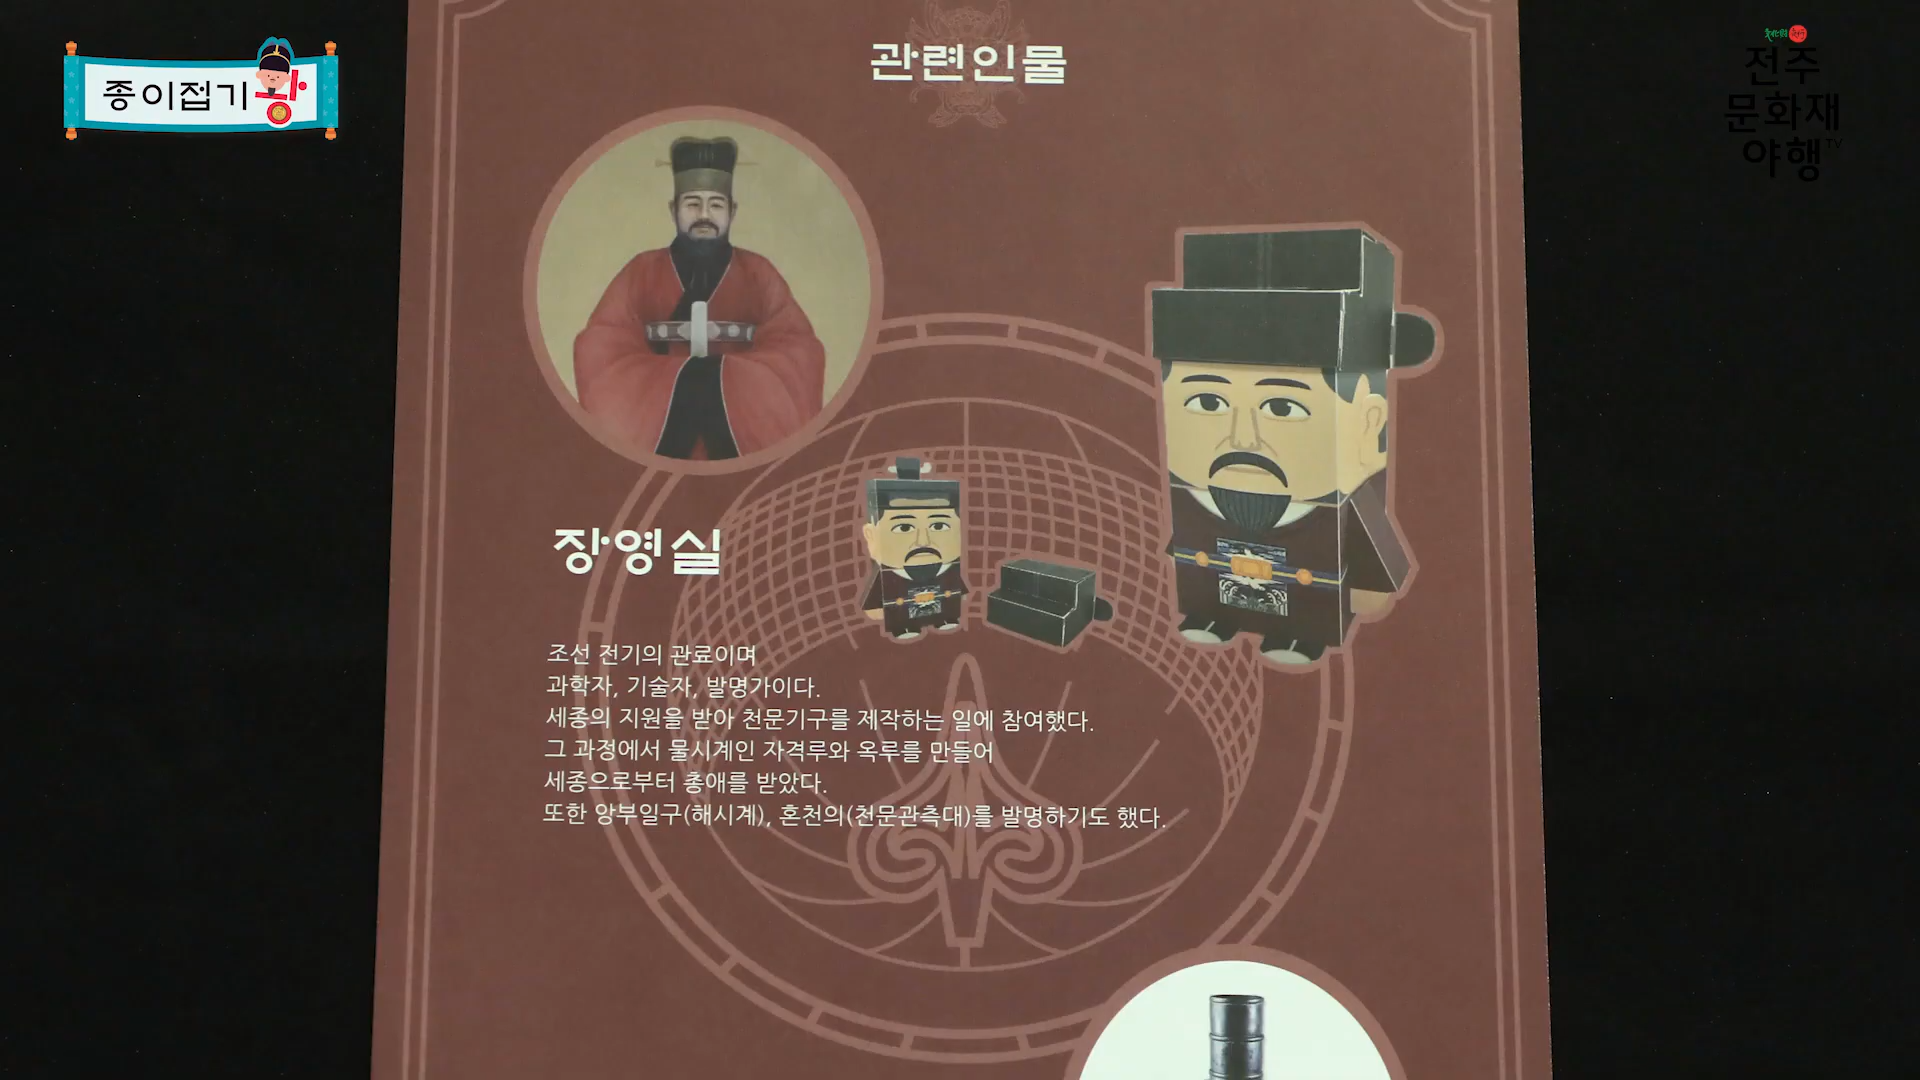 종이접기왕
전주
문화재
야행TV
관련인물
장영실
조선 전기의 관료이며
과학자, 기술자, 발명가이다.
세종의 지원을 받아 천문기구를 제작하는 일에 참여했다.
그 과정에서 물시계인 자격루와 옥루를 만들어
세종으로부터 총애를 받았다.
또한 앙부일구(해시계), 혼천의(천문관측대)를 발명하기도 했다.